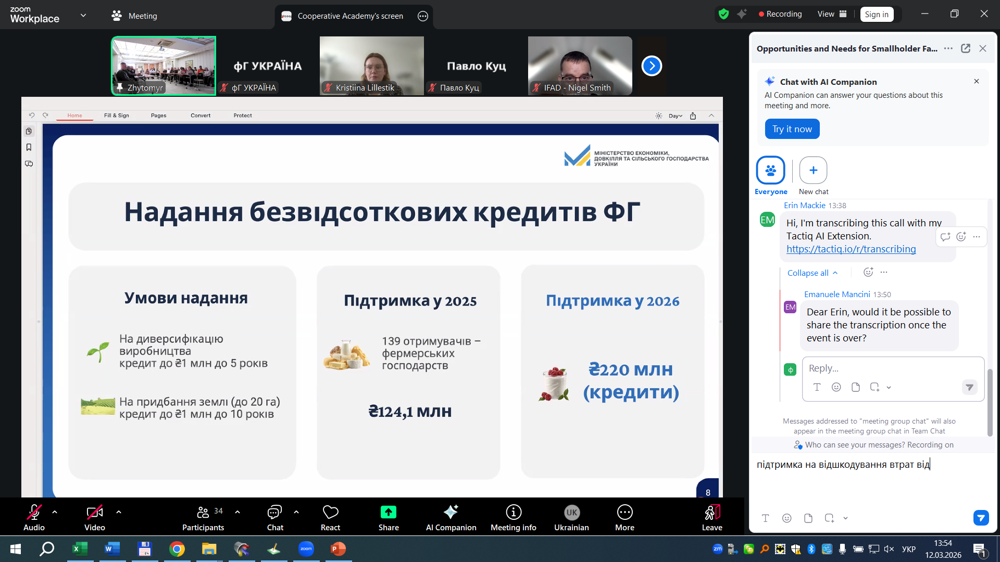 zoom
Workplace
Meeting
Cooperative Academy's screen
Recording
View
Sign in
Zhytomyr
фГ УКРАЇНА
фГ УКРАЇНА
Kristiina Lillestik
Павло Куц
Павло Куц
IFAD - Nigel Smith
Home
Fill & Sign
Pages
Convert
Protect
Day
МІНІСТЕРСТВО ЕКОНОМІКИ,
ДОВКІЛЛЯ ТА СІЛЬСЬКОГО ГОСПОДАРСТВА
УКРАЇНИ
Надання безвідсоткових кредитів ФГ
Умови надання
На диверсифікацію
виробництва
кредит до ₴1 млн до 5 років
На придбання землі (до 20 га)
кредит до ₴1 млн до 10 років
Підтримка у 2025
139 отримувачів –
фермерських
господарств
₴124,1 млн
Підтримка у 2026
₴220 млн
(кредити)
8
Opportunities and Needs for Smallholder Fa...
Chat with AI Companion
AI Companion can answer your questions about this
meeting and more.
Try it now
Everyone
New chat
Erin Mackie 13:38
EM
Hi, I'm transcribing this call with my
Tactiq AI Extension.
https://tactiq.io/r/transcribing
Collapse all
Emanuele Mancini 13:50
EM
Dear Erin, would it be possible to
share the transcription once the
event is over?
ф
Reply...
Messages addressed to "meeting group chat" will also
appear in the meeting group chat in Team Chat
Who can see your messages? Recording on
підтримка на відшкодування втрат від
Audio
Video
Participants
34
Chat
React
Share
AI Companion
Meeting info
UK
Ukrainian
More
Leave
zoom
zm
УКР
13:54
12.03.2026
1